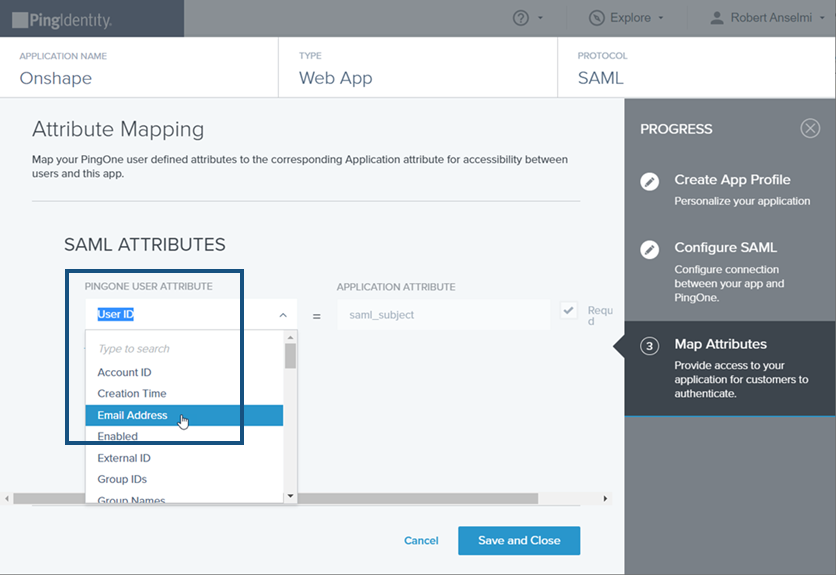 PingIdentity.
Explore
Robert Anselmi
APPLICATION NAME
Onshape
TYPE
Web App
PROTOCOL
SAML
Attribute Mapping
Map your PingOne user defined attributes to the corresponding Application attribute for accessibility between
users and this app.
SAML ATTRIBUTES
PINGONE USER ATTRIBUTE
APPLICATION ATTRIBUTE
User ID
=
saml_subject
Requ
d
Type to search
Account ID
Creation Time
Email Address
Enabled
External ID
Group IDs
Group Names
Cancel
Save and Close
PROGRESS
Create App Profile
Personalize your application
Configure SAML
Configure connection
between your app and
PingOne.
3
Map Attributes
Provide access to your
application for customers to
authenticate.